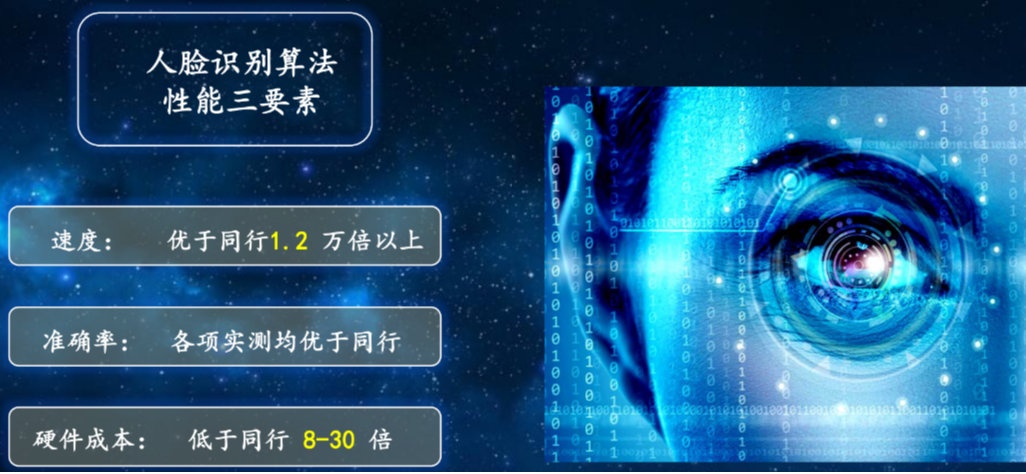 人脸识别算法
性能三要素
速度： 优于同行1.2 万倍以上
准确率： 各项实测均优于同行
硬件成本： 低于同行 8-30 倍